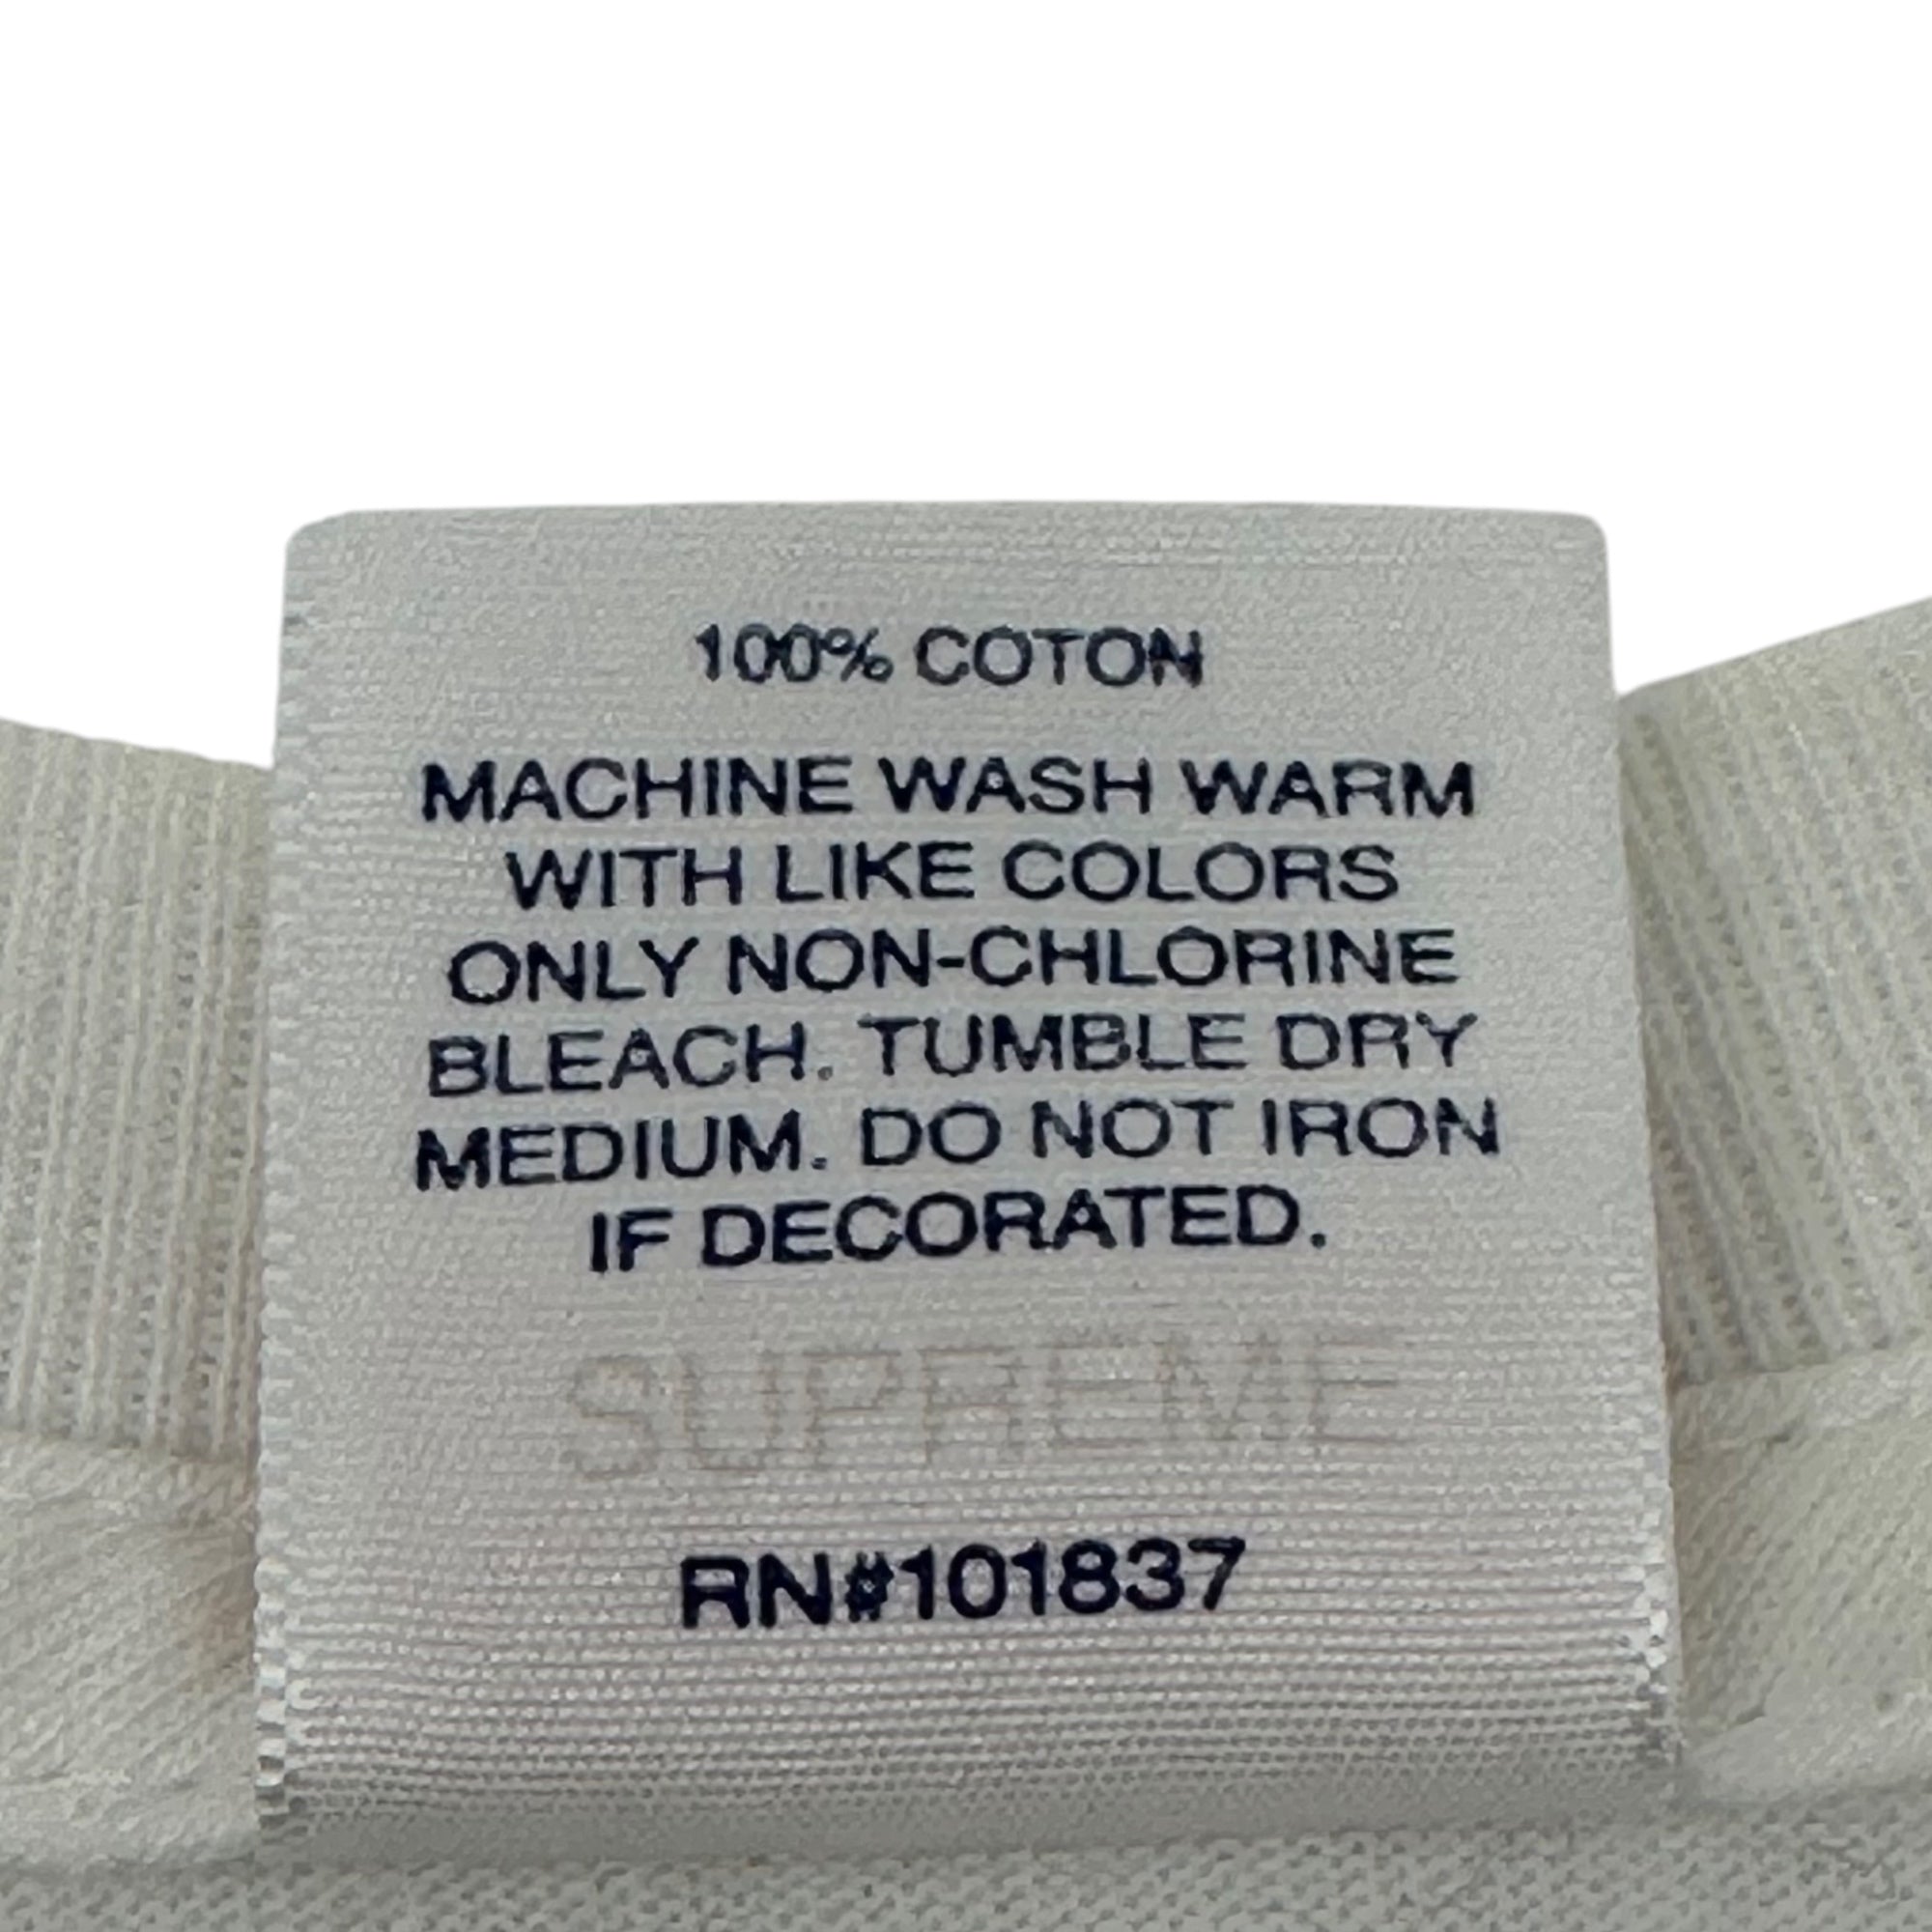 100% COTON
MACHINE WASH WARM
WITH LIKE COLORS
ONLY NON-CHLORINE
BLEACH. TUMBLE DRY
MEDIUM. DO NOT IRON
IF DECORATED.
SUPREME
RN#101837